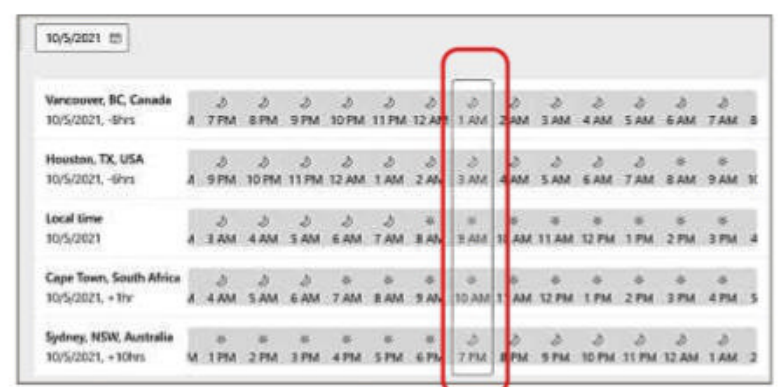 10/5/2021
Vancouver, BC, Canada
10/5/2021, -8hrs
7 PM 8 PM 9 PM 10 PM 11 PM 12 AM 1 AM 2 AM 3 AM 4 AM 5 AM 6 AM 7 AM 8
Houston, TX, USA
10/5/2021, -6hrs
9 PM 10 PM 11 PM 12 AM 1 AM 2 AM 3 AM 4 AM 5 AM 6 AM 7 AM 8 AM 9 AM
Local time
10/5/2021
3 AM 4 AM 5 AM 6 AM 7 AM 8 AM 9 AM 10 AM 11 AM 12 PM 1 PM 2 PM 3 PM 4
Cape Town, South Africa
10/5/2021, +1hr
4 AM 5 AM 6 AM 7 AM 8 AM 9 AM 10 AM 11 AM 12 PM 1 PM 2 PM 3 PM 4 PM 5
Sydney, NSW, Australia
10/5/2021, +10hrs
M 1 PM 2 PM 3 PM 4 PM 5 PM 6 PM 7 PM 8 PM 9 PM 10 PM 11 PM 12 AM 1 AM 2